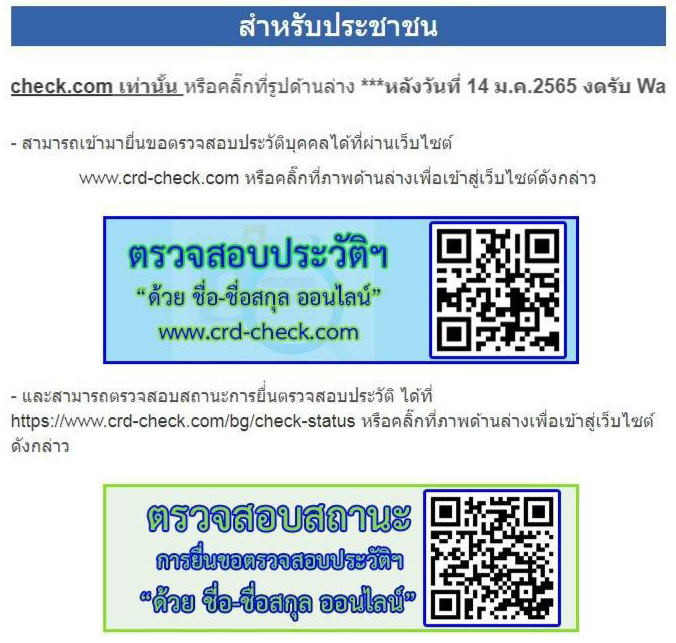 สำหรับประชาชน
check.com เท่านั้น หรือคลิ๊กที่รูปด้านล่าง ***หลังวันที่ 14 ม.ค.2565 งดรับ Wa
- สามารถเข้ามายื่นขอตรวจสอบประวัติบุคคลได้ที่ผ่านเว็บไซต์
www.crd-check.com หรือคลิ๊กที่ภาพด้านล่างเพื่อเข้าสู่เว็บไซต์ดังกล่าว
ตรวจสอบประวัติฯ
“ด้วย ชื่อ-ชื่อสกุล ออนไลน์”
www.crd-check.com
- และสามารถตรวจสอบสถานะการยื่นตรวจสอบประวัติ ได้ที่
https://www.crd-check.com/bg/check-status หรือคลิ๊กที่ภาพด้านล่างเพื่อเข้าสู่เว็บไซต์
ดังกล่าว
ตรวจสอบสถานะ
การยื่นขอตรวจสอบประวัติฯ
“ด้วย ชื่อ-ชื่อสกุล ออนไลน์”